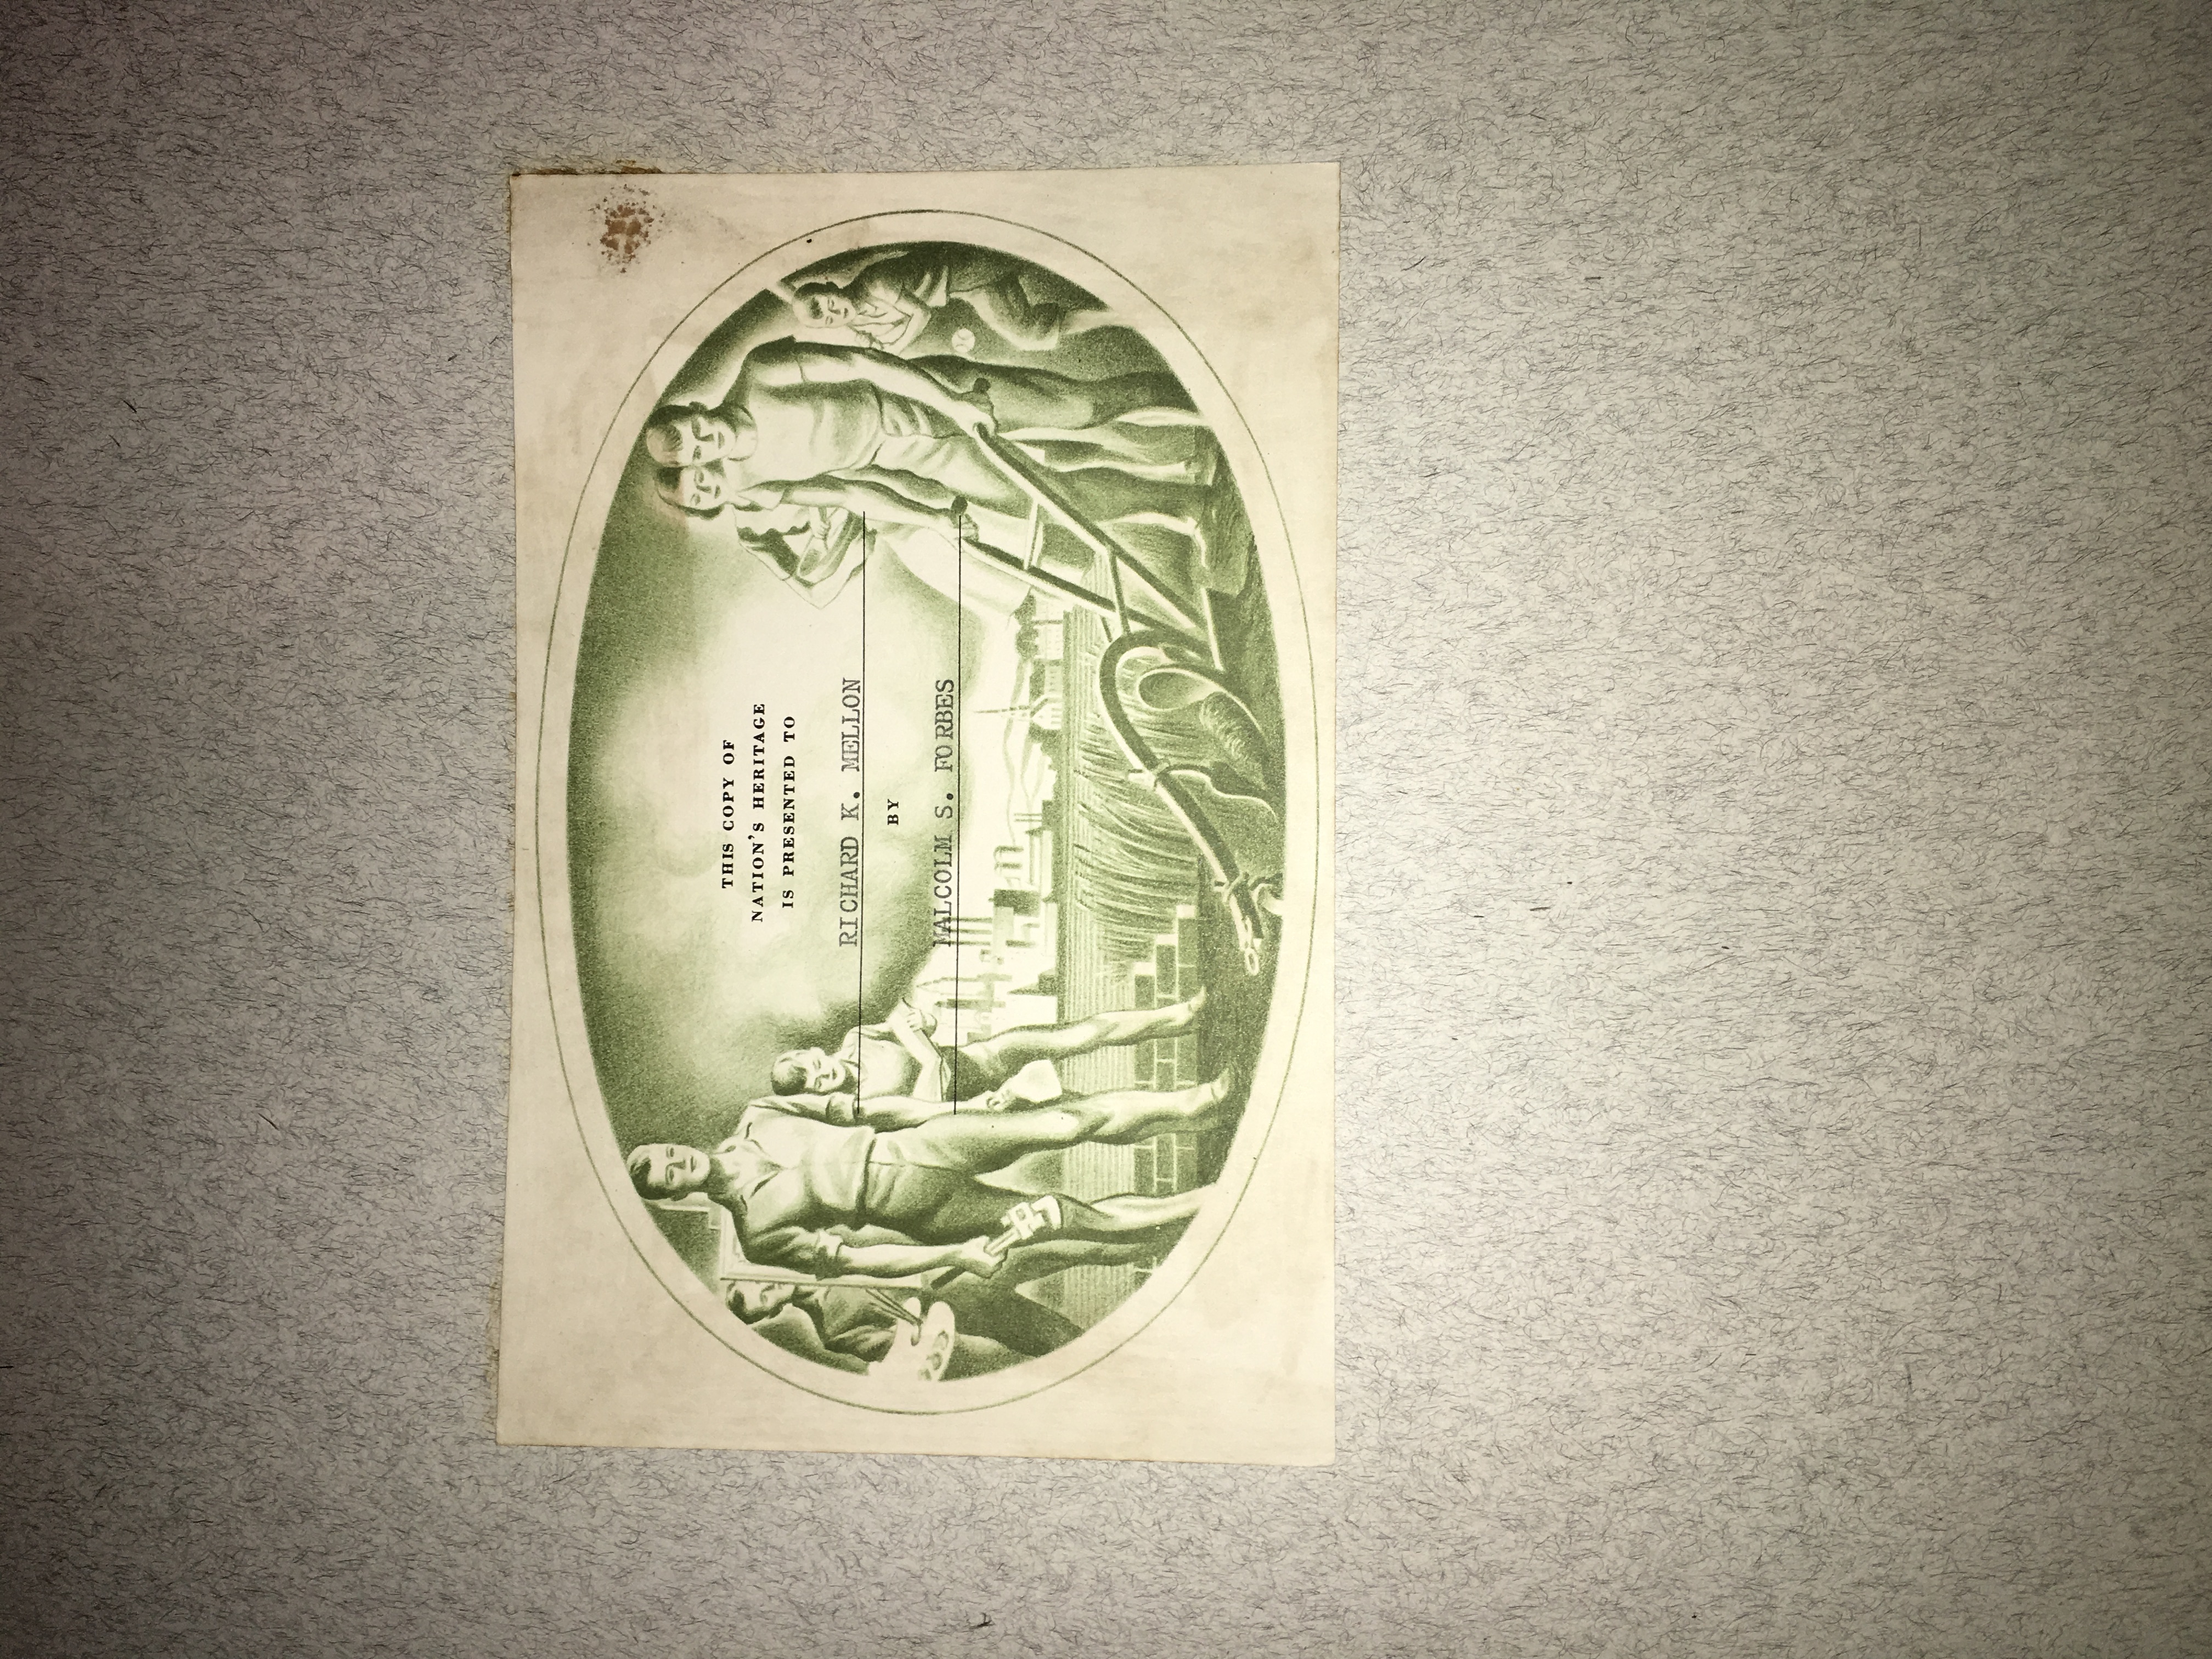 THIS COPY OF
NATION'S HERITAGE
IS PRESENTED TO
RICHARD K. MELLON
BY
MALCOLM S. FORBES